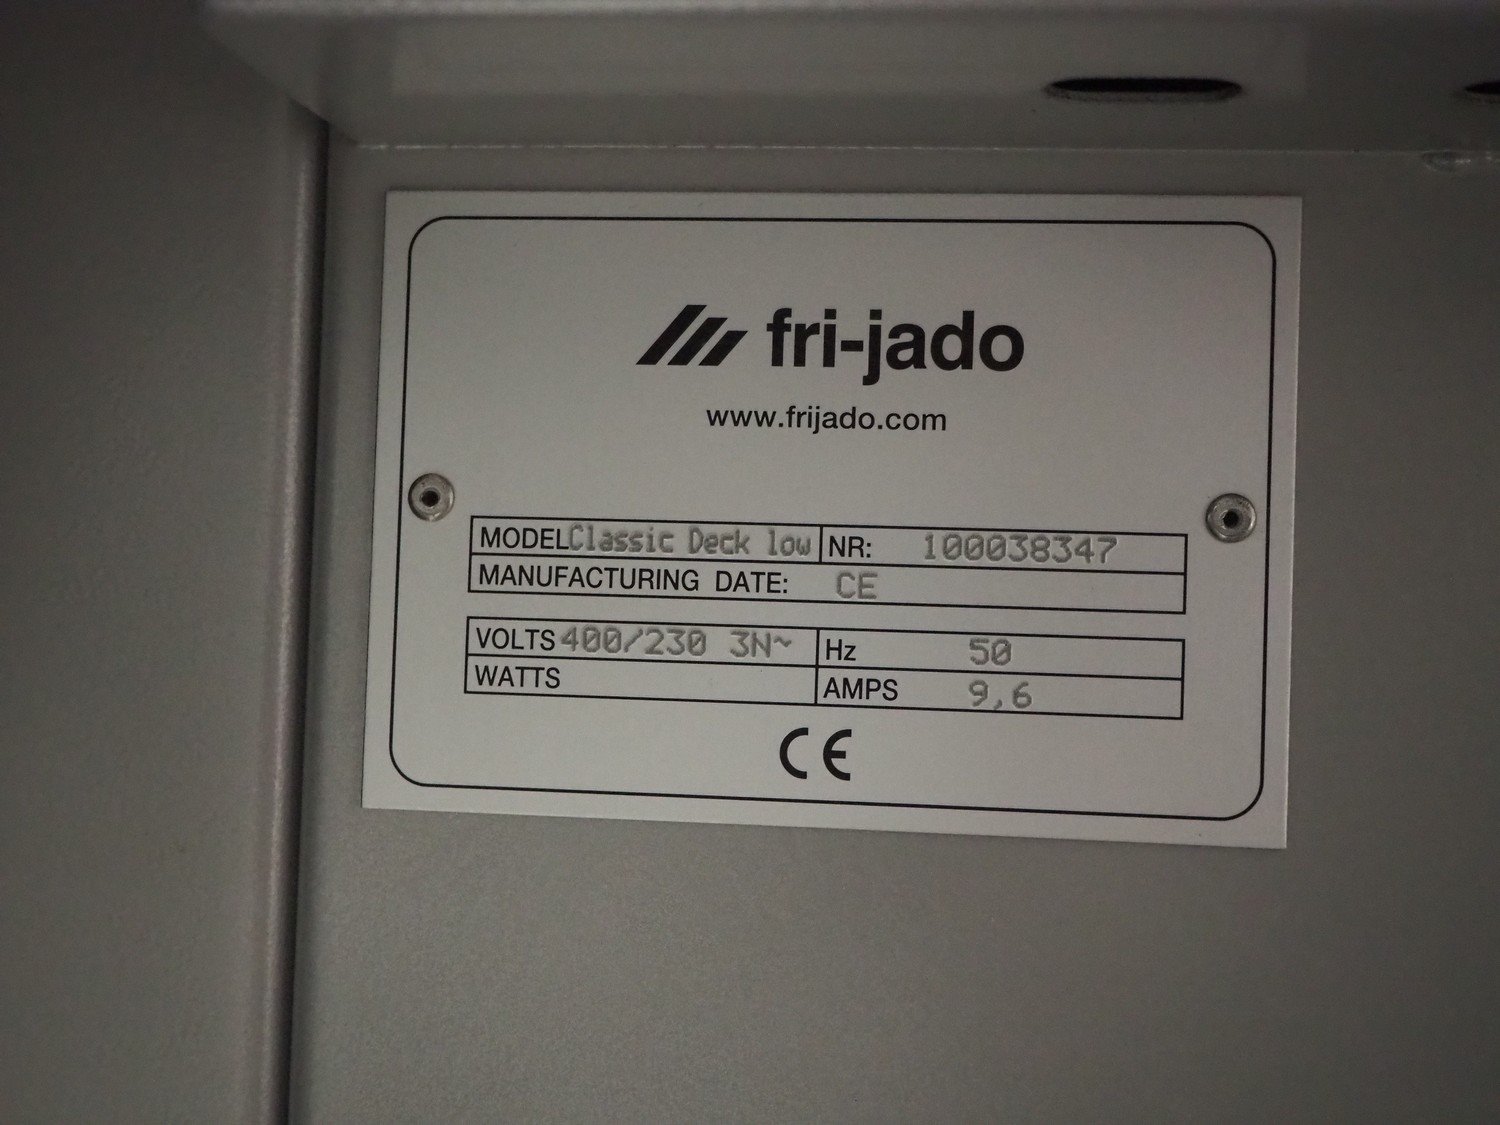 fri-jado
www.frijado.com
MODEL Classic Deck low NR: 100038347
MANUFACTURING DATE: CE
VOLTS 400/230 3N~ Hz 50
WATTS AMPS 9,6
CE